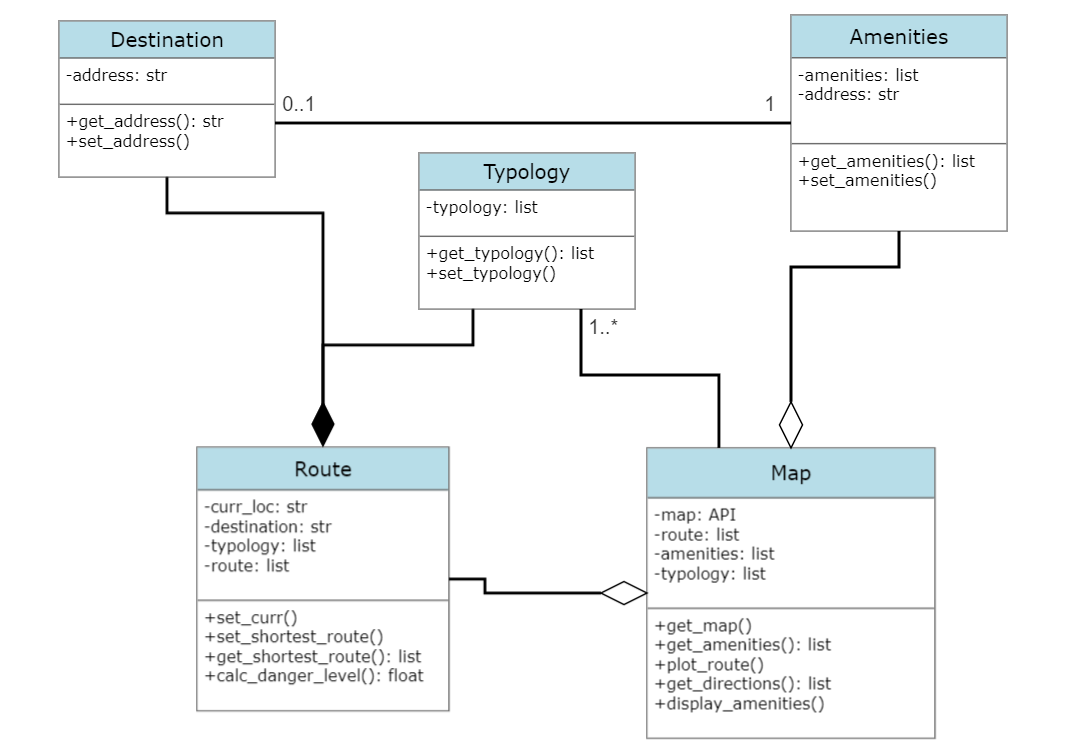 Destination
-address: str
+get_address(): str
+set_address()
0..1
1
Amenities
-amenities: list
-address: str
+get_amenities(): list
+set_amenities()
Typology
-typology: list
+get_typology(): list
+set_typology()
1..*
Route
-curr_loc: str
-destination: str
-typology: list
-route: list
+set_curr()
+set_shortest_route()
+get_shortest_route(): list
+calc_danger_level(): float
Map
-map: API
-route: list
-amenities: list
-typology: list
+get_map()
+get_amenities(): list
+plot_route()
+get_directions(): list
+display_amenities()